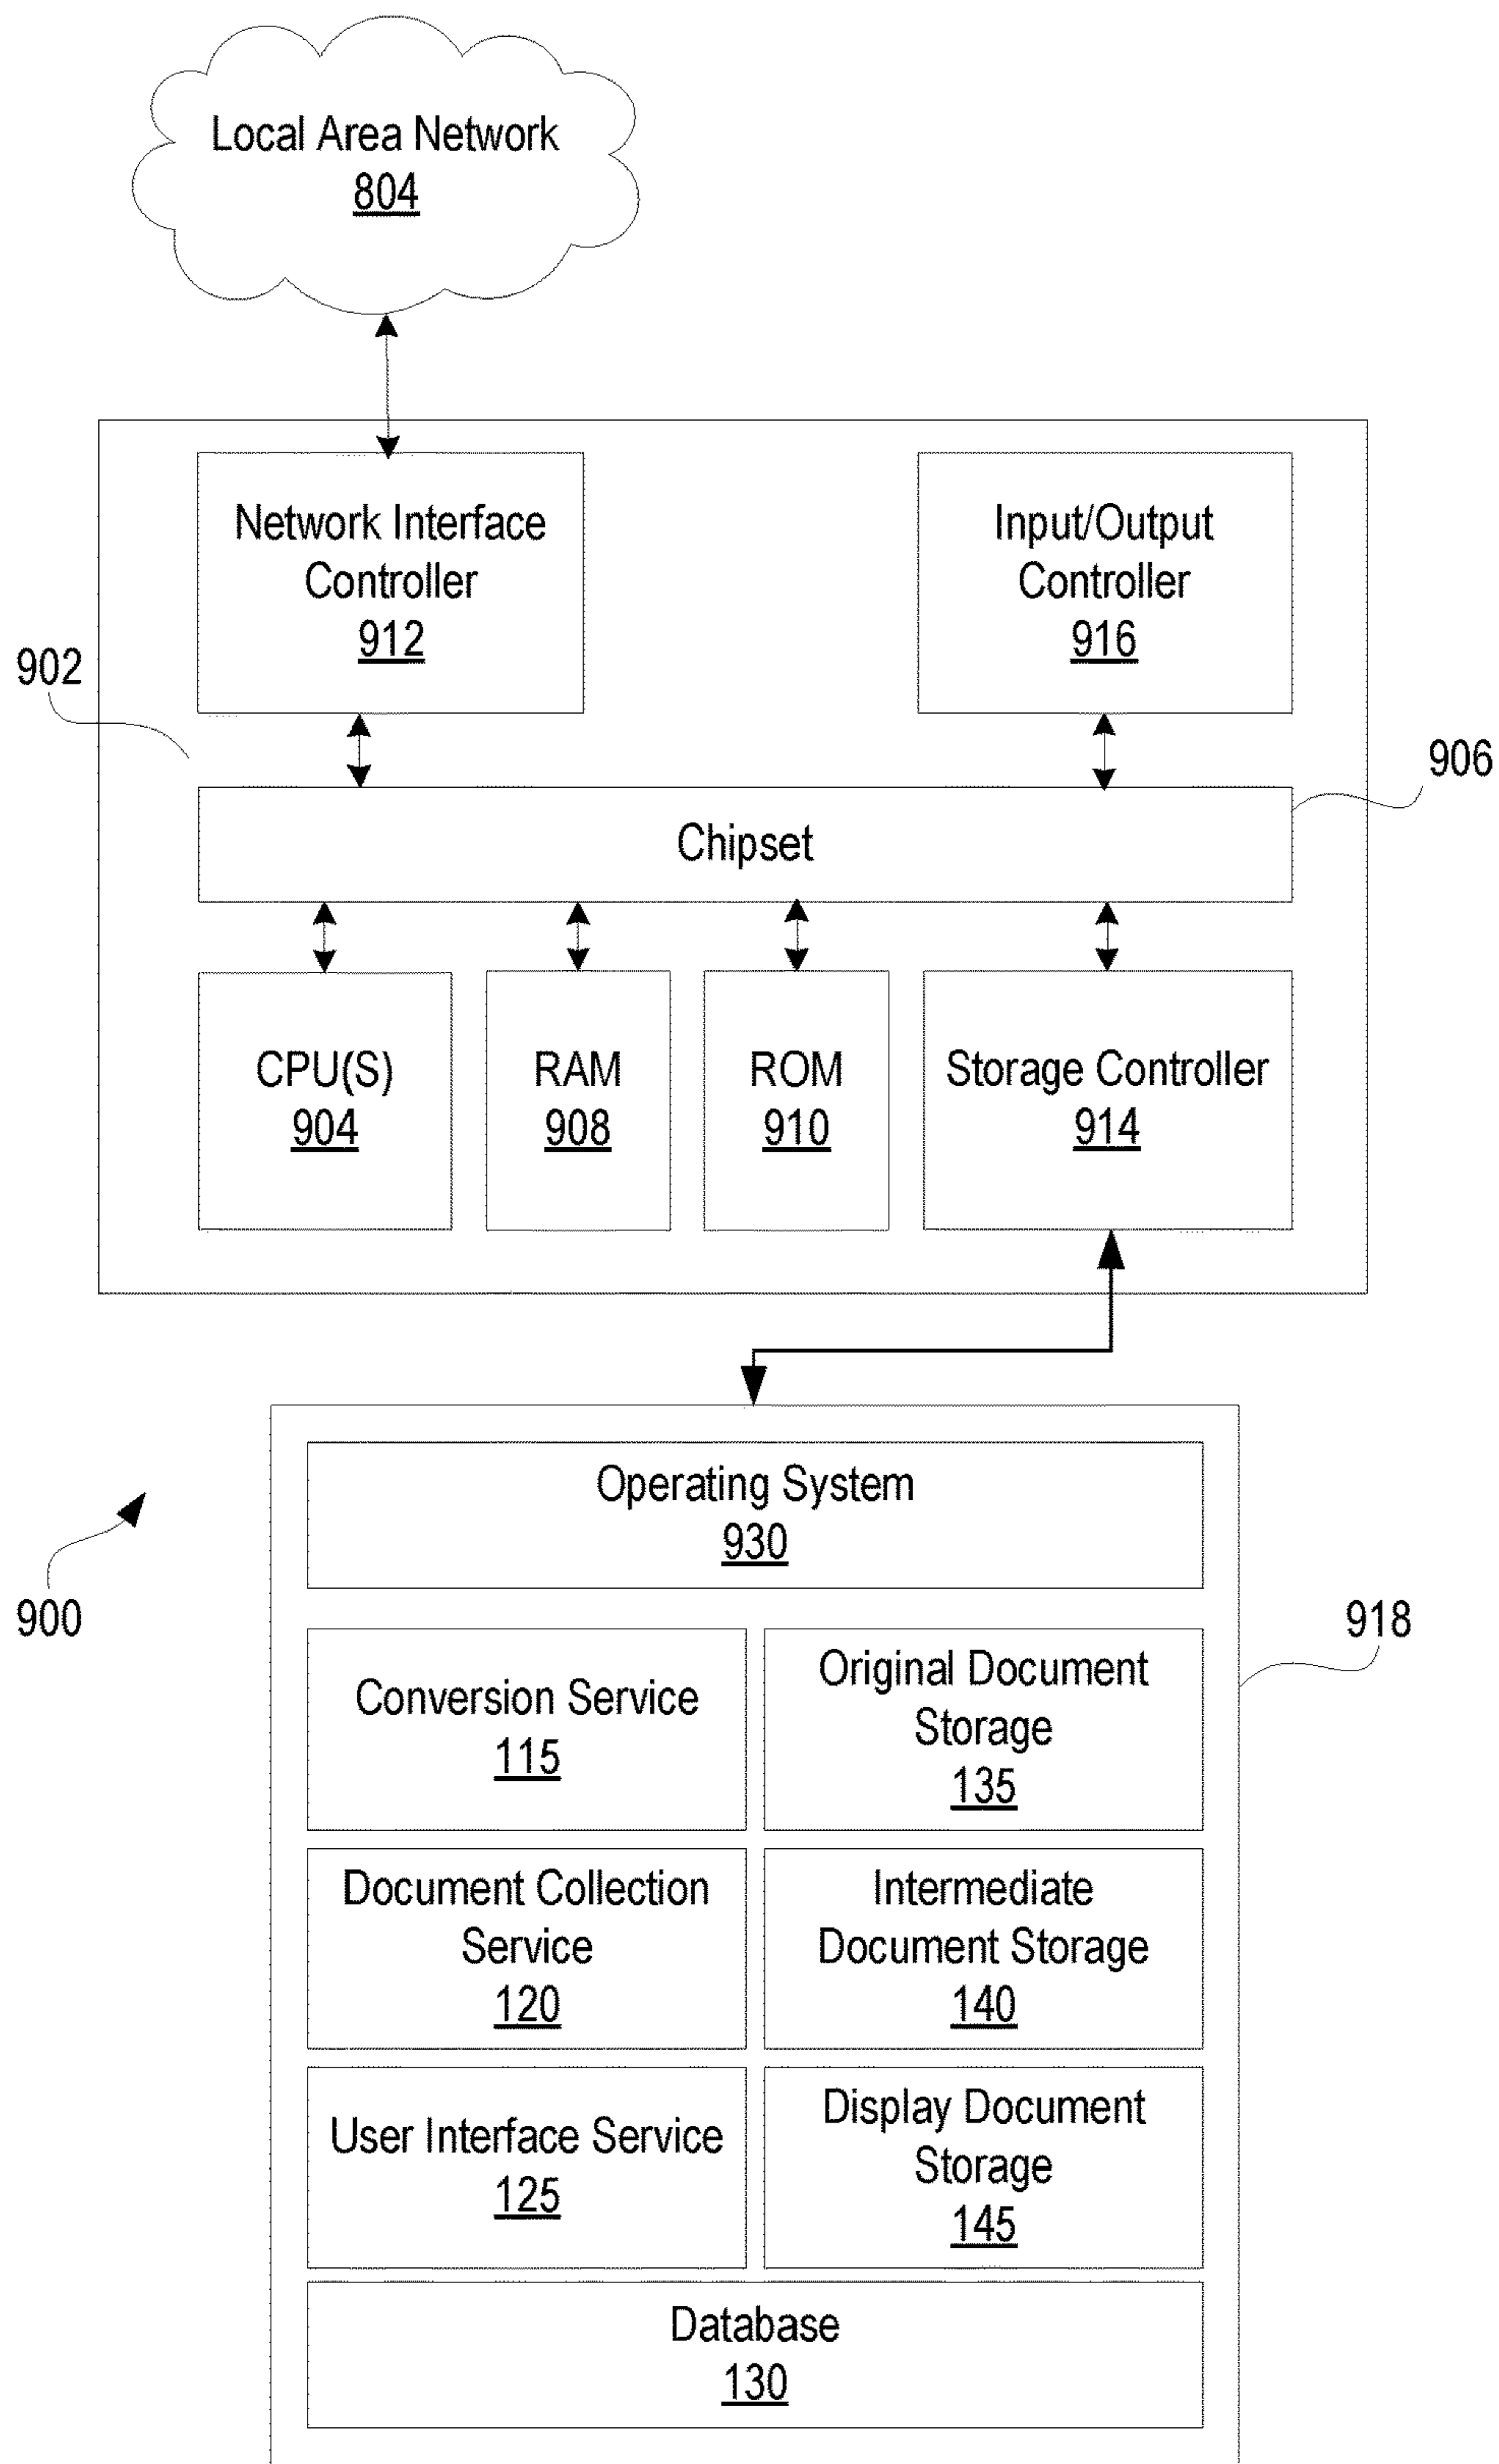 Local Area Network
804
Network Interface
Controller
912
Input/Output
Controller
916
902
906
Chipset
CPU(S)
904
RAM
908
ROM
910
Storage Controller
914
Operating System
930
900
918
Conversion Service
115
Original Document
Storage
135
Document Collection
Service
120
Intermediate
Document Storage
140
User Interface Service
125
Display Document
Storage
145
Database
130